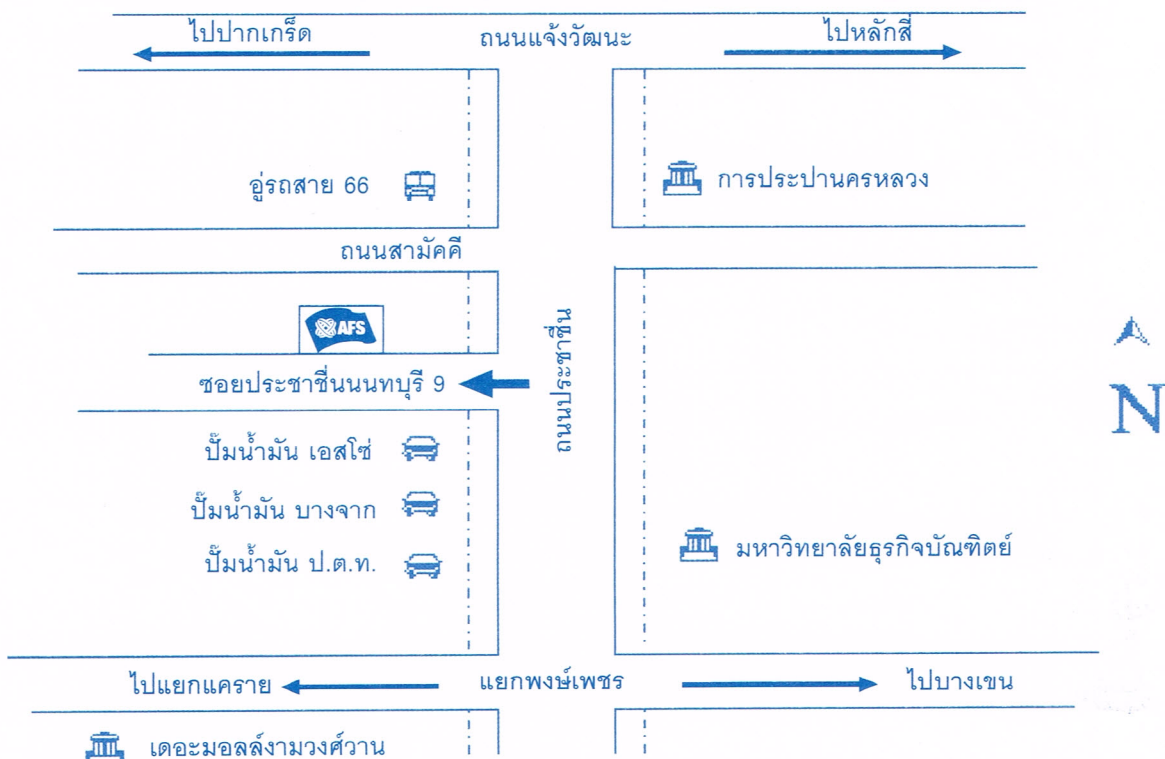 ไปปากเกร็ด
ถนนแจ้งวัฒนะ
ไปหลักสี่
อู่รถสาย 66
การประปานครหลวง
ถนนสามัคคี
AFS
ถนนประชาชื่น
ซอยประชาชื่นนนทบุรี 9
N
ปั๊มน้ำมัน เอสโซ่
ปั๊มน้ำมัน บางจาก
ปั๊มน้ำมัน ป.ต.ท.
มหาวิทยาลัยธุรกิจบัณฑิตย์
ไปแยกแคราย
แยกพงษ์เพชร
ไปบางเขน
เดอะมอลล์งามวงศ์วาน